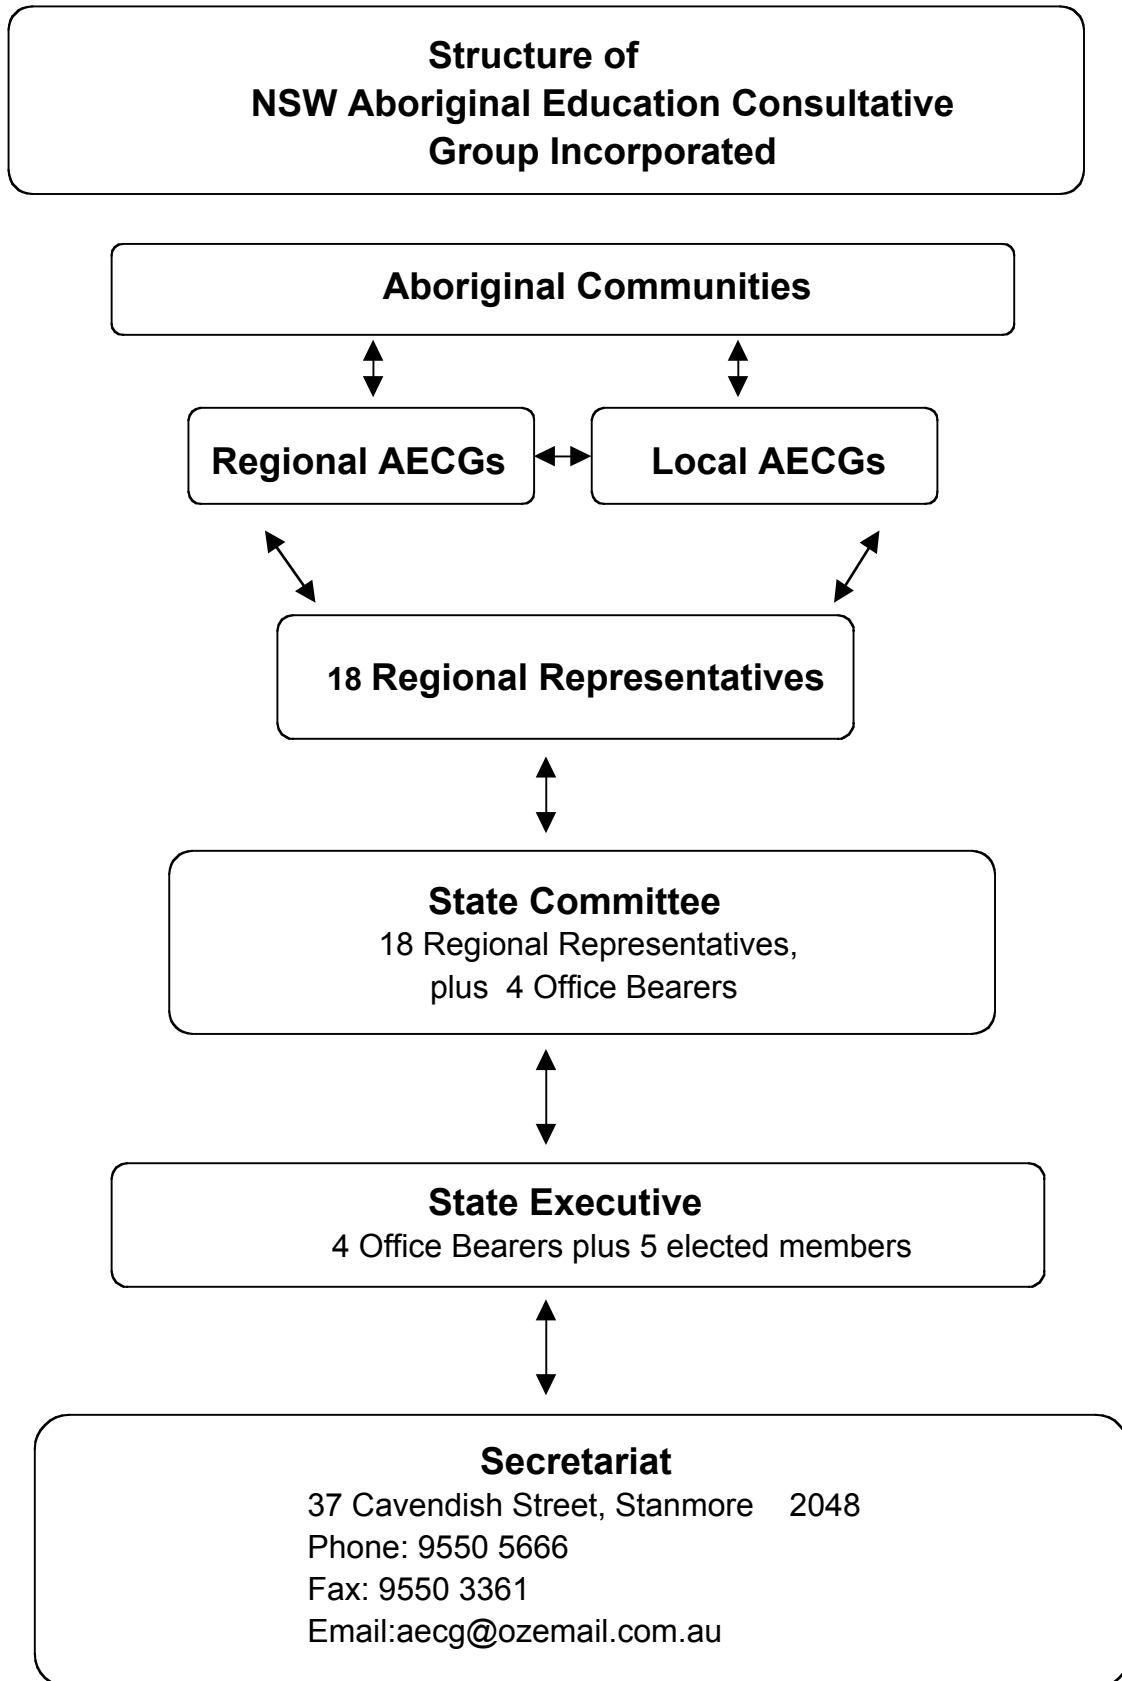 Structure of
NSW Aboriginal Education Consultative
Group Incorporated
Aboriginal Communities
Regional AECGs
Local AECGs
18 Regional Representatives
State Committee
18 Regional Representatives,
plus 4 Office Bearers
State Executive
4 Office Bearers plus 5 elected members
Secretariat
37 Cavendish Street, Stanmore 2048
Phone: 9550 5666
Fax: 9550 3361
Email:aecg@ozemail.com.au